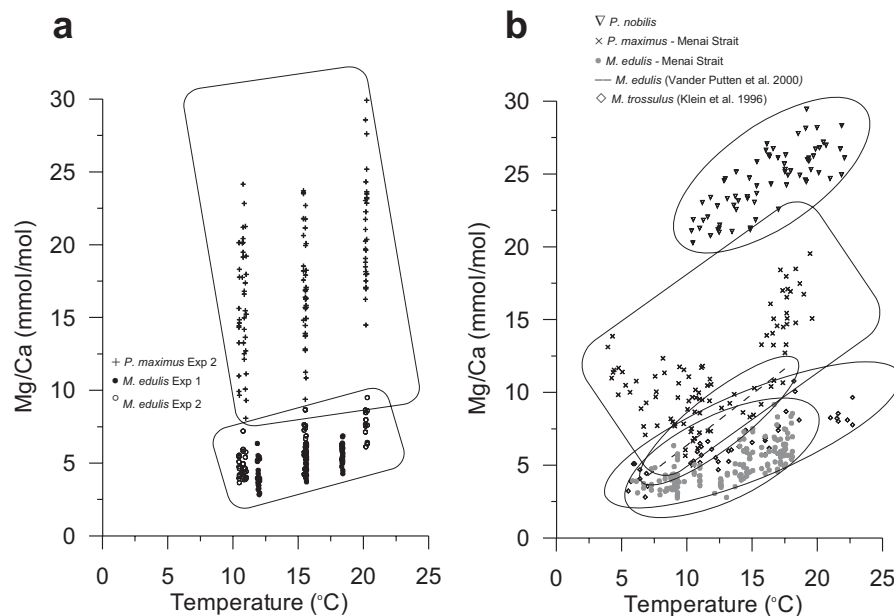 a
Mg/Ca (mmol/mol)
30
25
20
15
10
5
0
+ P. maximus Exp 2
● M. edulis Exp 1
○ M. edulis Exp 2
0 5 10 15 20 25
Temperature (°C)
b
▽ P. nobilis
× P. maximus - Menai Strait
● M. edulis - Menai Strait
— M. edulis (Vander Putten et al. 2000)
◇ M. trossulus (Klein et al. 1996)
Mg/Ca (mmol/mol)
30
25
20
15
10
5
0
0 5 10 15 20 25
Temperature (°C)